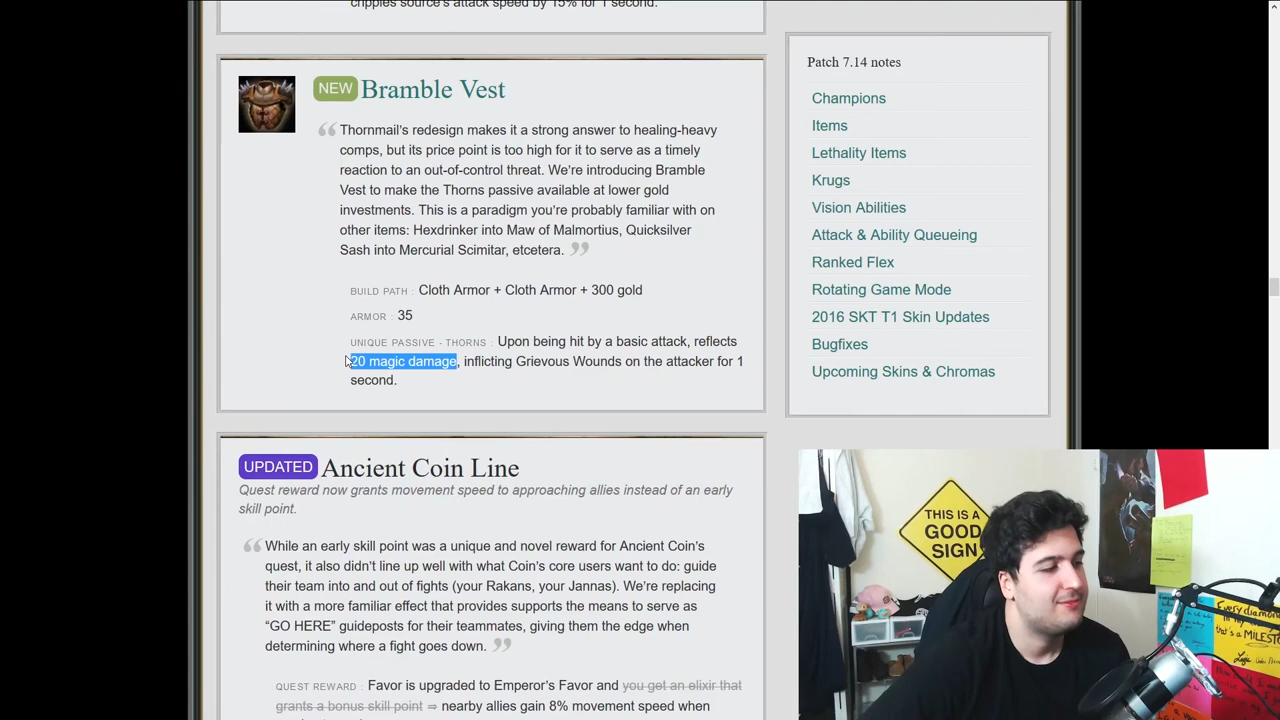 cripples source's attack speed by 15% for 1 second.
NEW Bramble Vest
“ Thornmail's redesign makes it a strong answer to healing-heavy
comps, but its price point is too high for it to serve as a timely
reaction to an out-of-control threat. We're introducing Bramble
Vest to make the Thorns passive available at lower gold
investments. This is a paradigm you're probably familiar with on
other items: Hexdrinker into Maw of Malmortius, Quicksilver
Sash into Mercurial Scimitar, etcetera. ”
BUILD PATH : Cloth Armor + Cloth Armor + 300 gold
ARMOR : 35
UNIQUE PASSIVE - THORNS : Upon being hit by a basic attack, reflects
20 magic damage, inflicting Grievous Wounds on the attacker for 1
second.
UPDATED Ancient Coin Line
Quest reward now grants movement speed to approaching allies instead of an early
skill point.
“ While an early skill point was a unique and novel reward for Ancient Coin's
quest, it also didn't line up well with what Coin's core users want to do: guide
their team into and out of fights (your Rakans, your Jannas). We're replacing
it with a more familiar effect that provides supports the means to serve as
“GO HERE” guideposts for their teammates, giving them the edge when
determining where a fight goes down. ”
QUEST REWARD : Favor is upgraded to Emperor's Favor and you get an elixir that
grants a bonus skill point ⇒ nearby allies gain 8% movement speed when
Patch 7.14 notes
Champions
Items
Lethality Items
Krugs
Vision Abilities
Attack & Ability Queueing
Ranked Flex
Rotating Game Mode
2016 SKT T1 Skin Updates
Bugfixes
Upcoming Skins & Chromas
THIS IS A
GOOD
SIGN
Every
that's a MILESTO